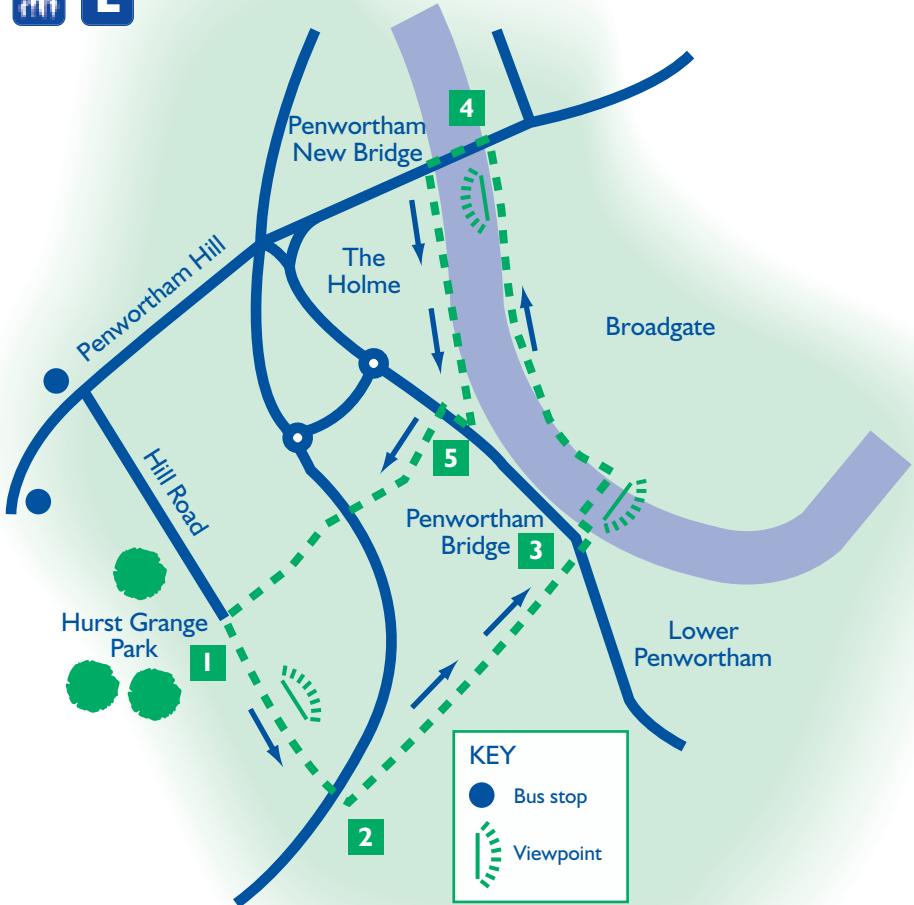 L
4
Penwortham
New Bridge
The
Holme
Penwortham Hill
Broadgate
Hill Road
5
Penwortham
Bridge
3
Hurst Grange
Park
1
Lower
Penwortham
2
KEY
Bus stop
Viewpoint